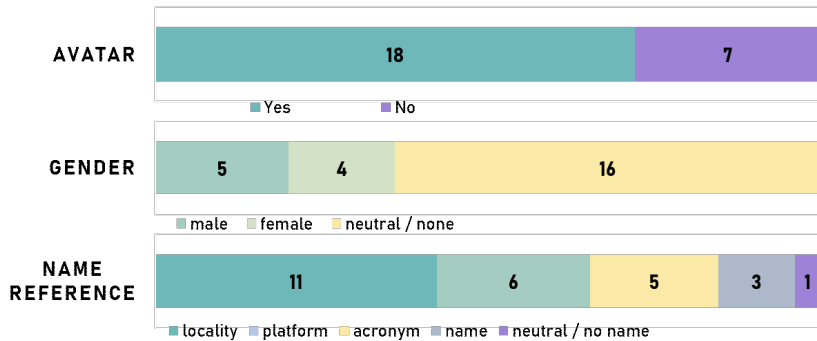 AVATAR
18 7
Yes No
GENDER
5 4 16
male female neutral / none
NAME
REFERENCE
11 6 5 3 1
locality platform acronym name neutral / no name